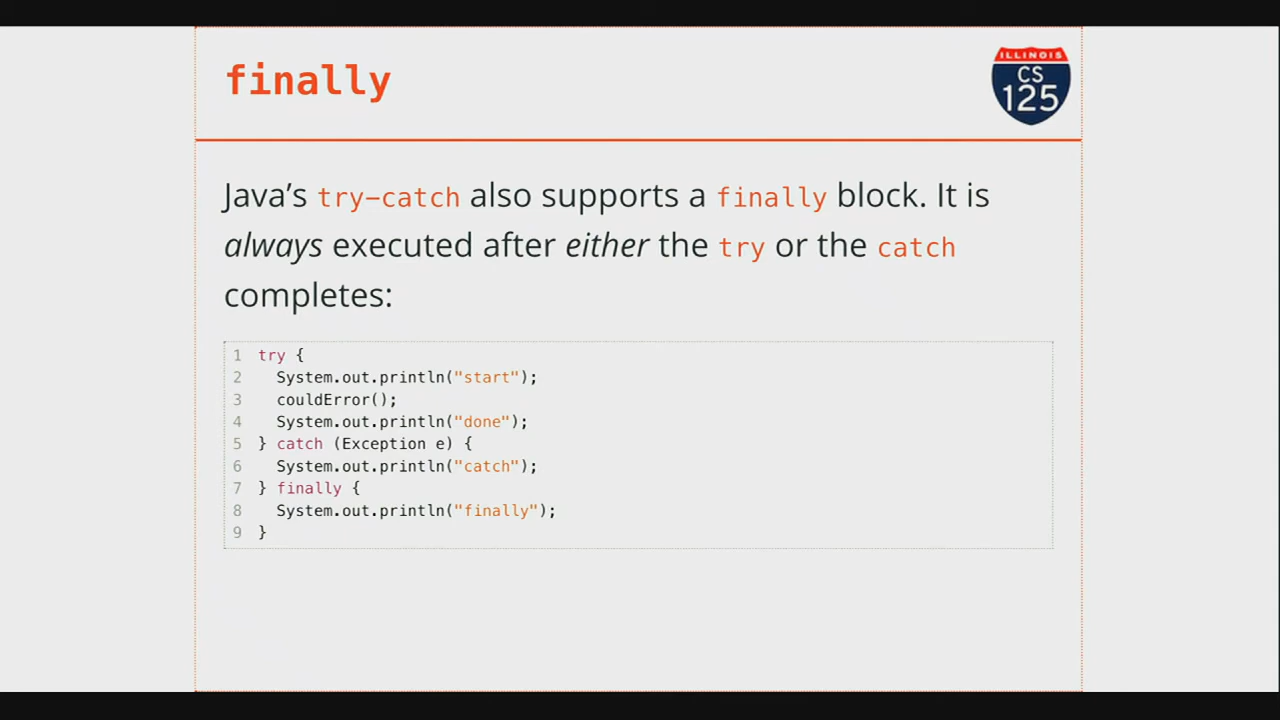 finally
ILLINOIS
CS
125
Java's try-catch also supports a finally block. It is
always executed after either the try or the catch
completes:
1 try {
2   System.out.println("start");
3   couldError();
4   System.out.println("done");
5 } catch (Exception e) {
6   System.out.println("catch");
7 } finally {
8   System.out.println("finally");
9 }